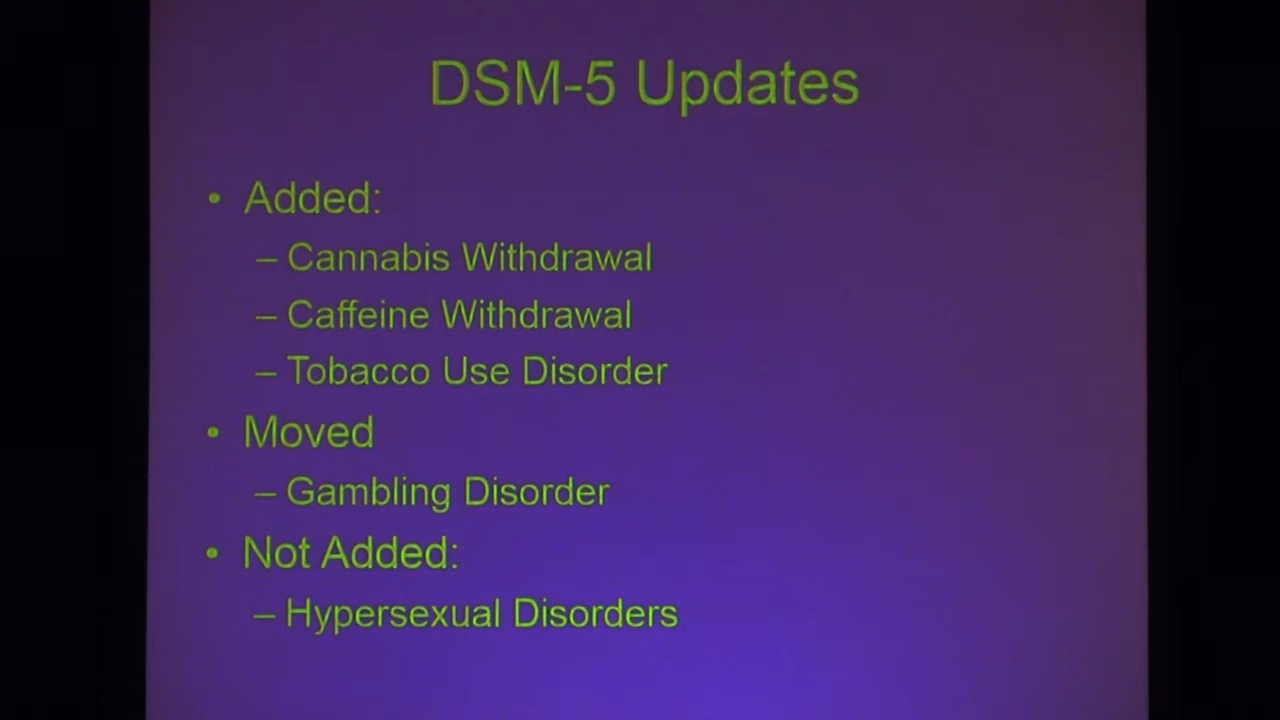 DSM-5 Updates
• Added:
– Cannabis Withdrawal
– Caffeine Withdrawal
– Tobacco Use Disorder
• Moved
– Gambling Disorder
• Not Added:
– Hypersexual Disorders